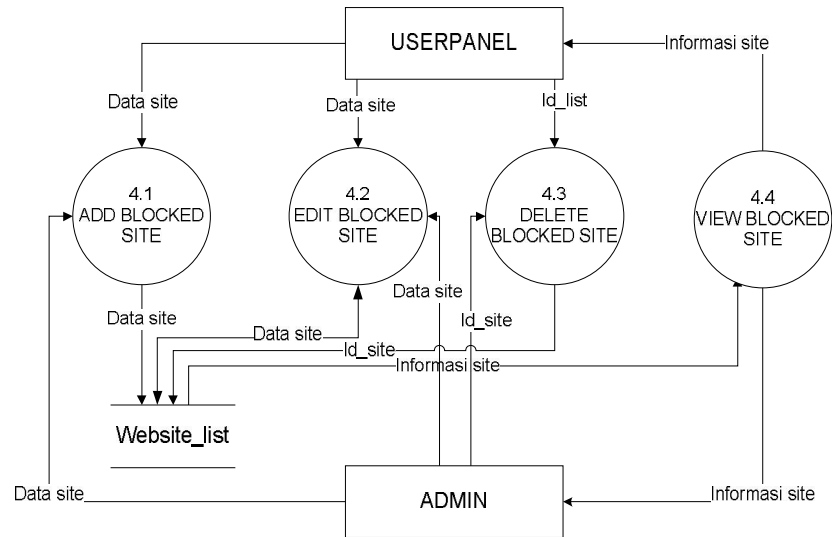 USERPANEL
Informasi site
Data site
Data site
Id_list
4.1
ADD BLOCKED
SITE
4.2
EDIT BLOCKED
SITE
4.3
DELETE
BLOCKED SITE
4.4
VIEW BLOCKED
SITE
Data site
Data site
Id_site
Data site
Id_site
Informasi site
Website_list
Data site
ADMIN
Informasi site